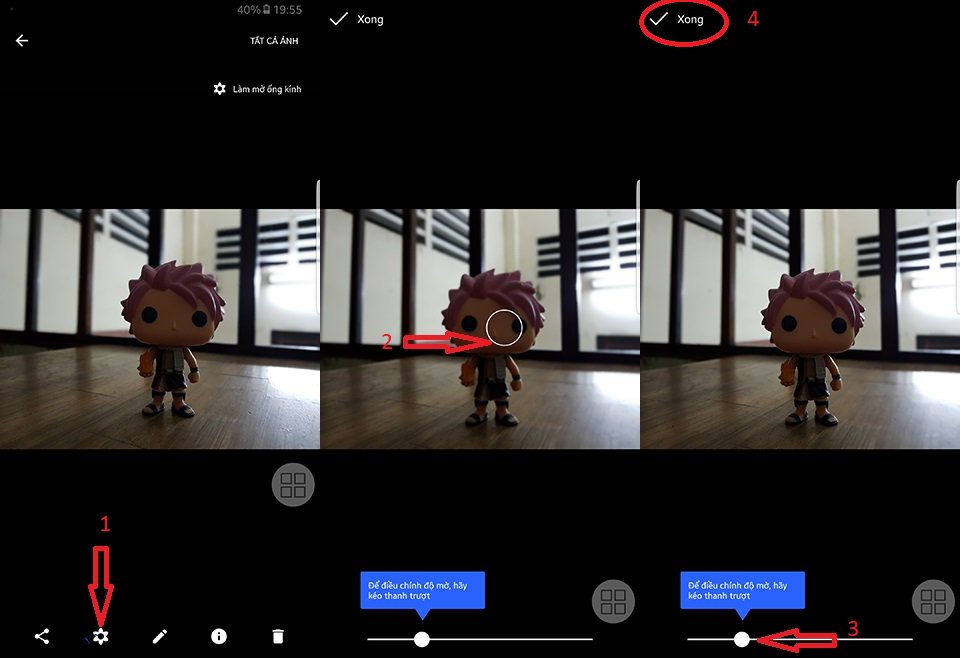 40% 19:55
TẤT CẢ ẢNH
Làm mờ ống kính
1
Xong
2
Để điều chỉnh độ mờ, hãy
kéo thanh trượt
Xong
4
Để điều chỉnh độ mờ, hãy
kéo thanh trượt
3